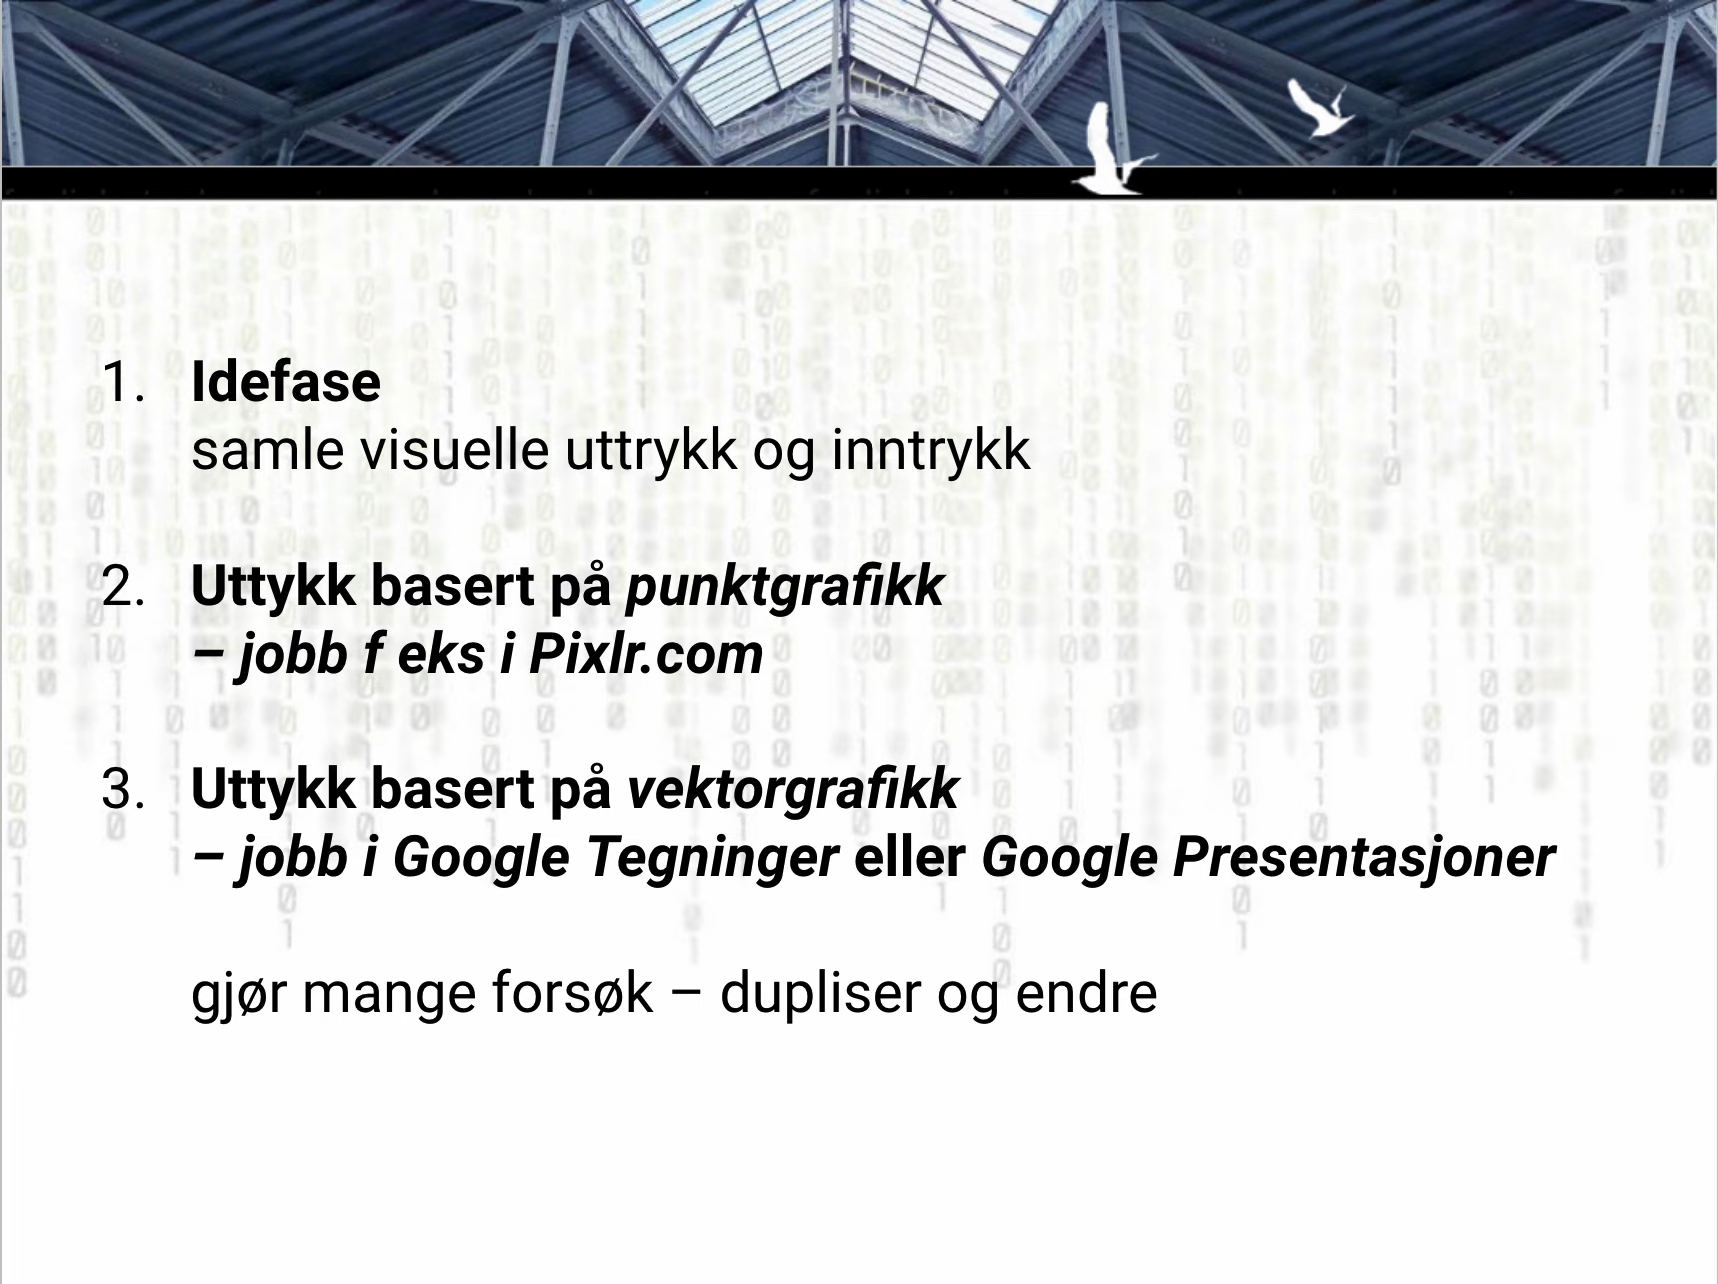 1. Idefase
samle visuelle uttrykk og inntrykk
2. Uttykk basert på punktgrafikk
– jobb f eks i Pixlr.com
3. Uttykk basert på vektorgrafikk
– jobb i Google Tegninger eller Google Presentasjoner
gjør mange forsøk – dupliser og endre